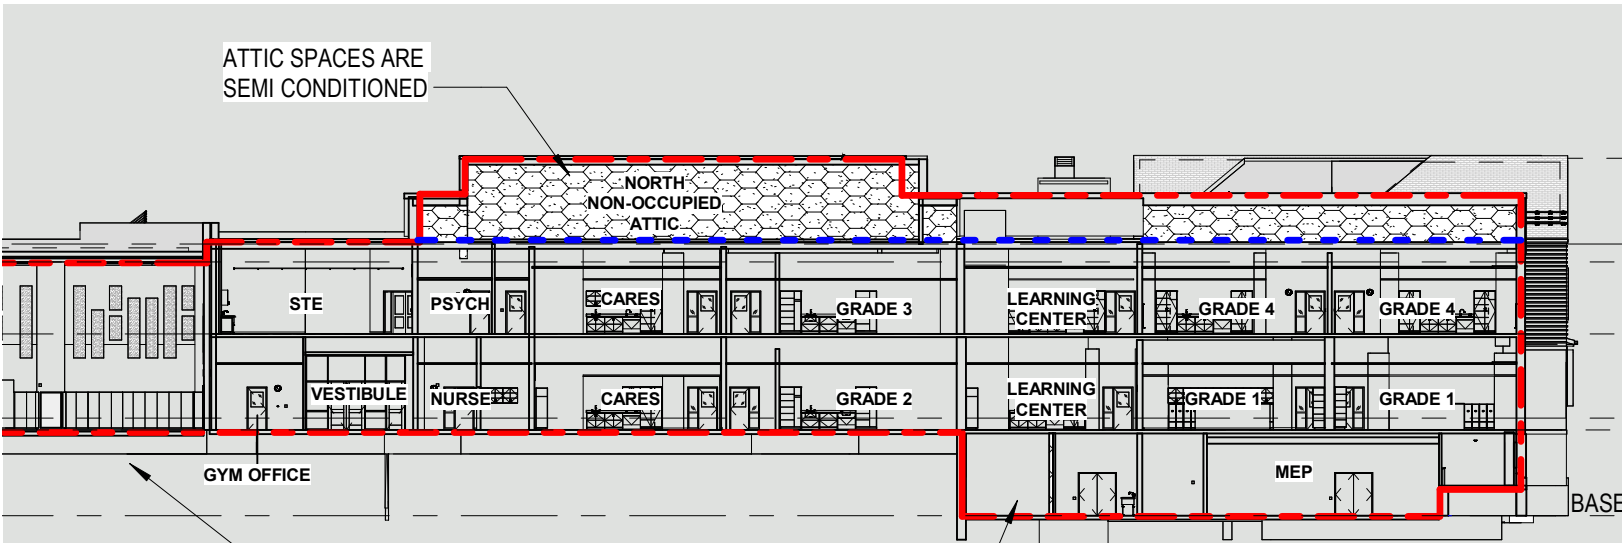 ATTIC SPACES ARE
SEMI CONDITIONED
NORTH
NON-OCCUPIED
ATTIC
STE
PSYCH
CARES
GRADE 3
LEARNING
CENTER
GRADE 4
GRADE 4
VESTIBULE
NURSE
CARES
GRADE 2
LEARNING
CENTER
GRADE 1
GRADE 1
GYM OFFICE
MEP
BASE